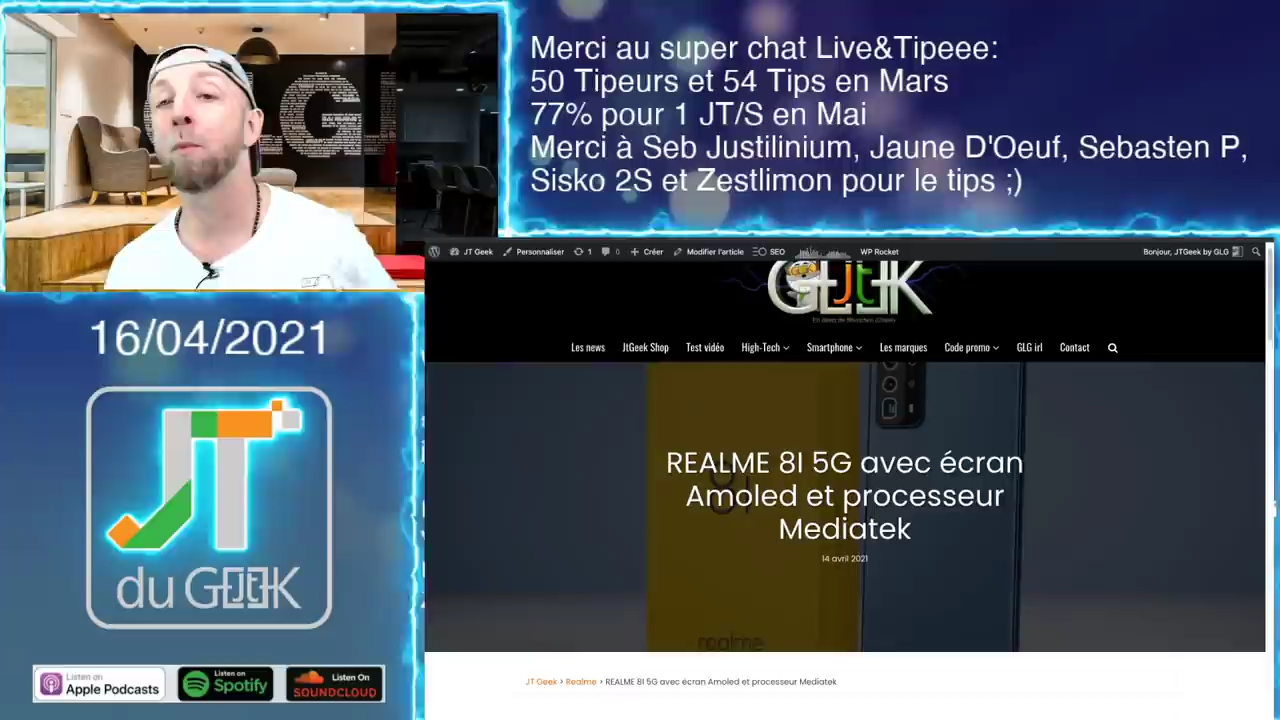 Merci au super chat Live&Tipeee:
50 Tipeurs et 54 Tips en Mars
77% pour 1 JT/S en Mai
Merci à Seb Justilinium, Jaune D'Oeuf, Sebasten P,
Sisko 2S et Zestlimon pour le tips ;)
JT Geek Personnaliser 1 0 Créer Modifier l'article SEO WP Rocket Bonjour, JTGeek by GLG
Les news JtGeek Shop Test vidéo High-Tech Smartphone Les marques Code promo GLG irl Contact
16/04/2021
JT
du GEEK
REALME 8I 5G avec écran
Amoled et processeur
Mediatek
14 avril 2021
realme
JT Geek > Realme > REALME 8I 5G avec écran Amoled et processeur Mediatek
Listen on
Apple Podcasts
Listen on
Spotify
Listen On
SOUNDCLOUD